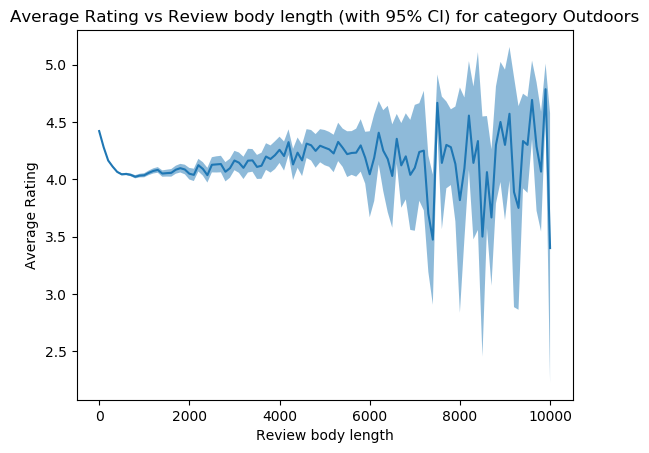 Average Rating vs Review body length (with 95% CI) for category Outdoors
Average Rating
5.0
4.5
4.0
3.5
3.0
2.5
0 2000 4000 6000 8000 10000
Review body length